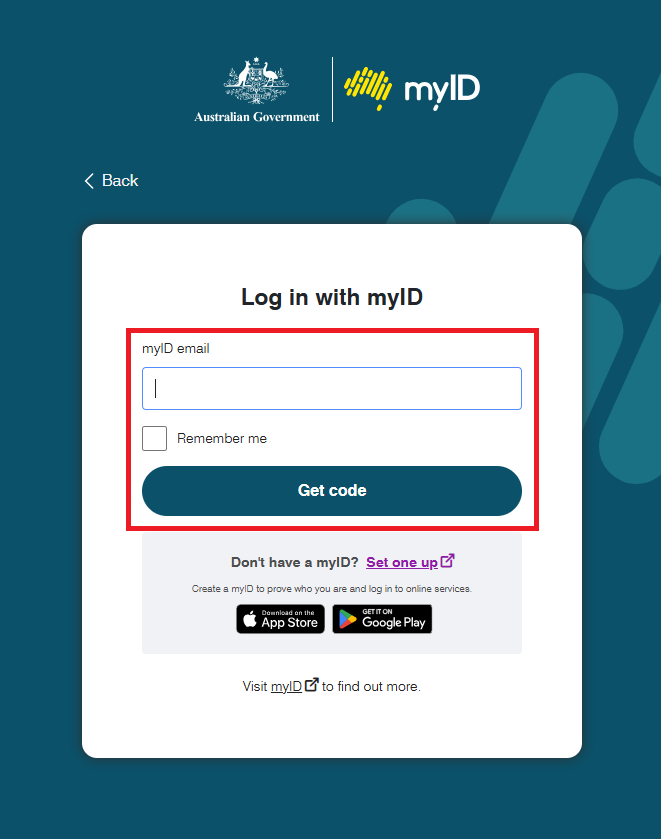 Australian Government
myID
Back
Log in with myID
myID email
Remember me
Get code
Don't have a myID? Set one up
Create a myID to prove who you are and log in to online services.
Download on the
App Store
GET IT ON
Google Play
Visit myID to find out more.